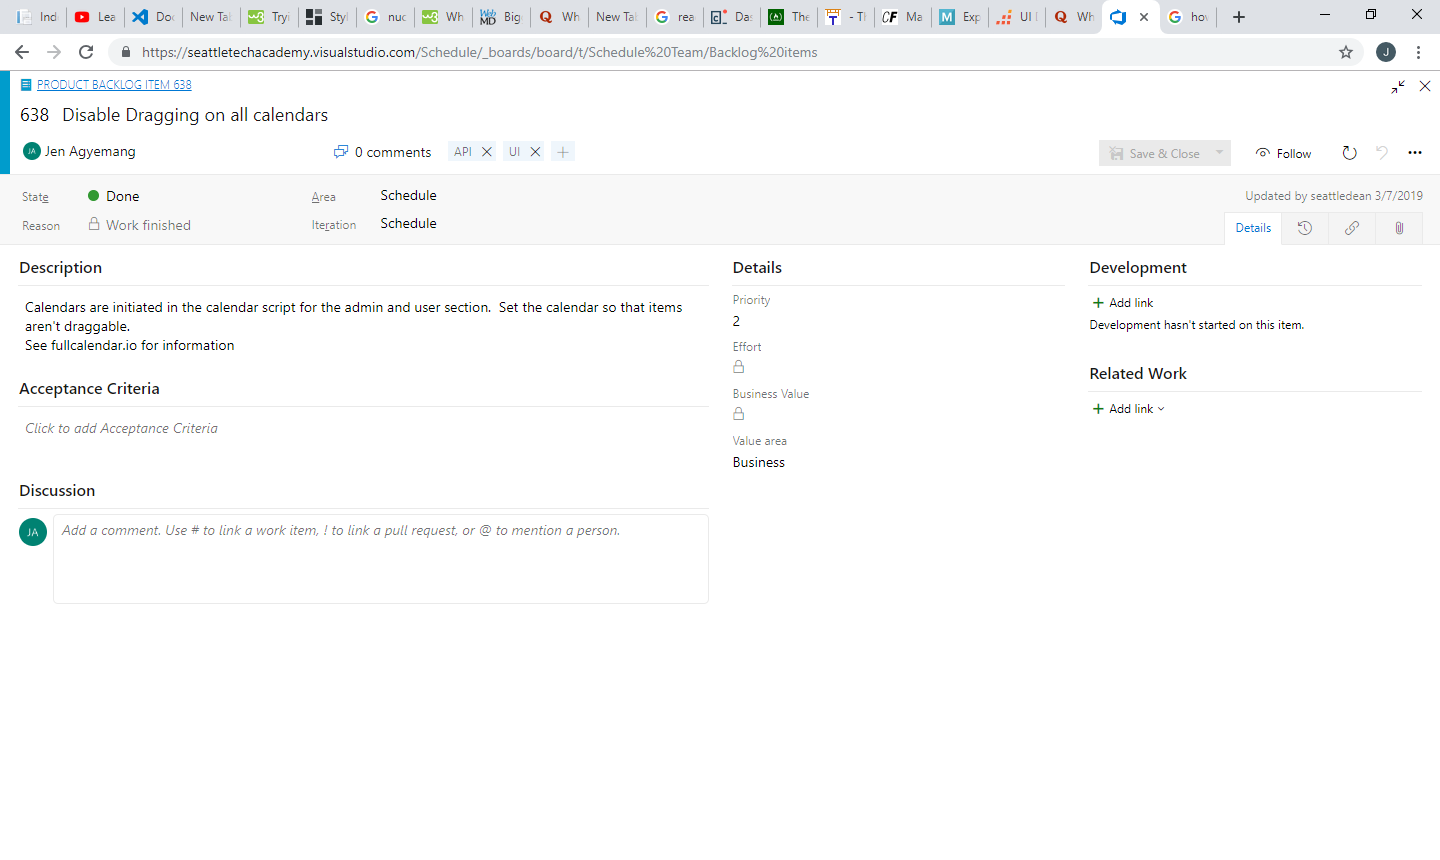 Ind Lea Doc New Tab Tryi Styl nuc Wh Big Wh New Tab rea Das The - Th Ma Exp UI Wh hov
https://seattletechacademy.visualstudio.com/Schedule/_boards/board/t/Schedule%20Team/Backlog%20items J
PRODUCT BACKLOG ITEM 638
638 Disable Dragging on all calendars
JA Jen Agyemang 0 comments API UI Save & Close Follow
State Done Area Schedule Updated by seattledean 3/7/2019
Reason Work finished Iteration Schedule
Details
Description
Calendars are initiated in the calendar script for the admin and user section. Set the calendar so that items
aren't draggable.
See fullcalendar.io for information
Acceptance Criteria
Click to add Acceptance Criteria
Discussion
JA Add a comment. Use # to link a work item, ! to link a pull request, or @ to mention a person.
Details
Priority
2
Effort
Business Value
Value area
Business
Development
Add link
Development hasn't started on this item.
Related Work
Add link